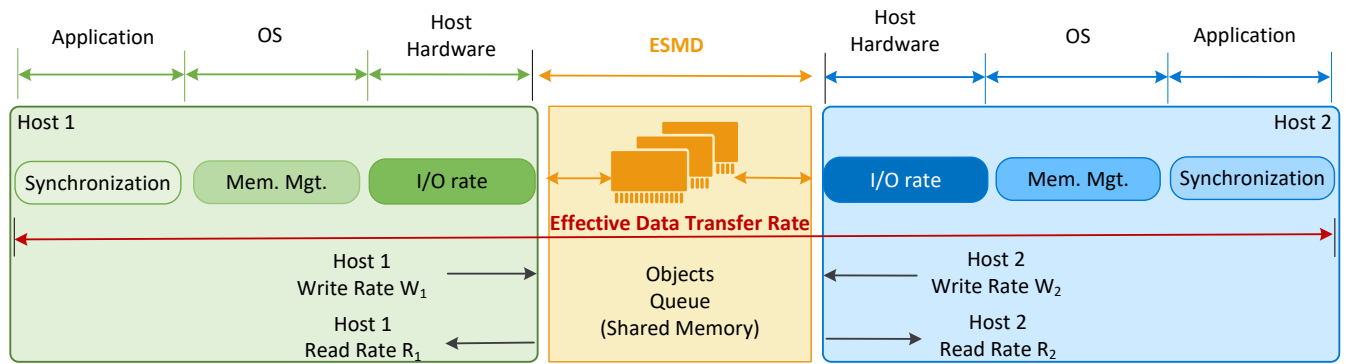 Application
OS
Host
Hardware
ESMD
Host
Hardware
OS
Application
Host 1
Host 2
Synchronization
Mem. Mgt.
I/O rate
I/O rate
Mem. Mgt.
Synchronization
Effective Data Transfer Rate
Host 1
Write Rate W₁
Objects
Queue
(Shared Memory)
Host 2
Write Rate W₂
Host 1
Read Rate R₁
Host 2
Read Rate R₂